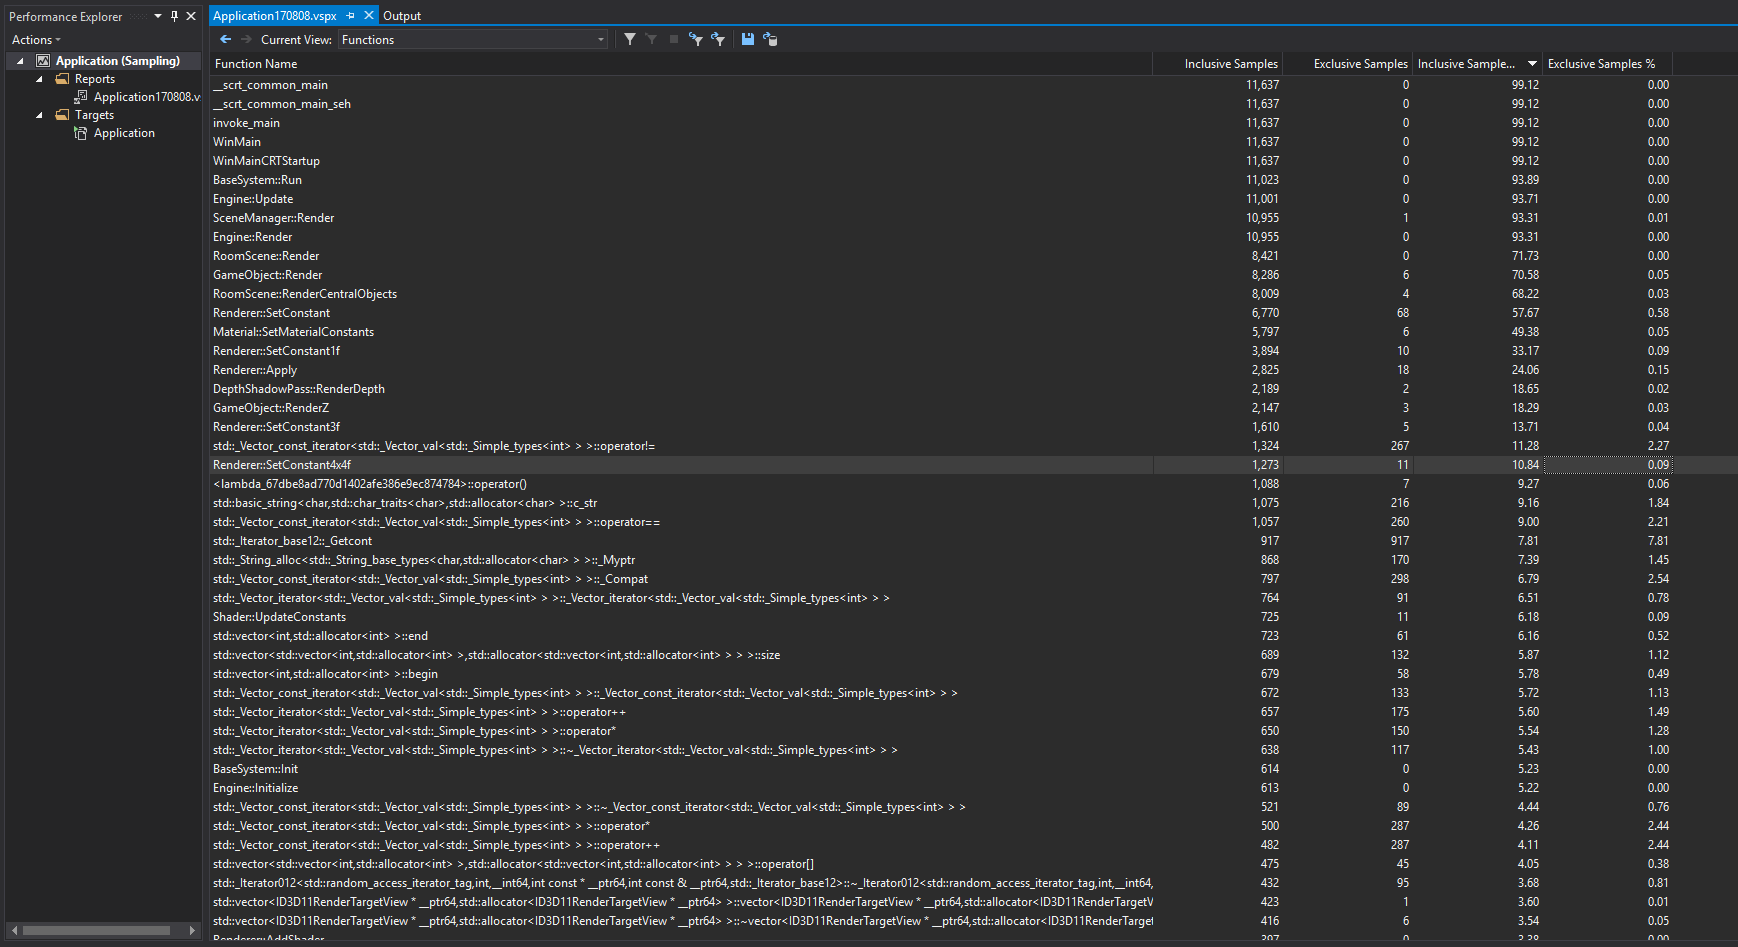 Performance Explorer
Actions
Application (Sampling)
Reports
Application170808.v
Targets
Application
Application170808.vspx Output
Current View: Functions
Function Name Inclusive Samples Exclusive Samples Inclusive Sample... Exclusive Samples %
__scrt_common_main 11,637 0 99.12 0.00
__scrt_common_main_seh 11,637 0 99.12 0.00
invoke_main 11,637 0 99.12 0.00
WinMain 11,637 0 99.12 0.00
WinMainCRTStartup 11,637 0 99.12 0.00
BaseSystem::Run 11,023 0 93.89 0.00
Engine::Update 11,001 0 93.71 0.00
SceneManager::Render 10,955 1 93.31 0.01
Engine::Render 10,955 0 93.31 0.00
RoomScene::Render 8,421 0 71.73 0.00
GameObject::Render 8,286 6 70.58 0.05
RoomScene::RenderCentralObjects 8,009 4 68.22 0.03
Renderer::SetConstant 6,770 68 57.67 0.58
Material::SetMaterialConstants 5,797 6 49.38 0.05
Renderer::SetConstant1f 3,894 10 33.17 0.09
Renderer::Apply 2,825 18 24.06 0.15
DepthShadowPass::RenderDepth 2,189 2 18.65 0.02
GameObject::RenderZ 2,147 3 18.29 0.03
Renderer::SetConstant3f 1,610 5 13.71 0.04
std::_Vector_const_iterator<std::_Vector_val<std::_Simple_types<int> > >::operator!= 1,324 267 11.28 2.27
Renderer::SetConstant4x4f 1,273 11 10.84 0.09
<lambda_67dbe8ad770d1402afe386e9ec874784>::operator() 1,088 7 9.27 0.06
std::basic_string<char,std::char_traits<char>,std::allocator<char> >::c_str 1,075 216 9.16 1.84
std::_Vector_const_iterator<std::_Vector_val<std::_Simple_types<int> > >::operator== 1,057 260 9.00 2.21
std::_Iterator_base12::_Getcont 917 917 7.81 7.81
std::_String_alloc<std::_String_base_types<char,std::allocator<char> > >::_Myptr 868 170 7.39 1.45
std::_Vector_const_iterator<std::_Vector_val<std::_Simple_types<int> > >::_Compat 797 298 6.79 2.54
std::_Vector_iterator<std::_Vector_val<std::_Simple_types<int> > >::_Vector_iterator<std::_Vector_val<std::_Simple_types<int> > > 764 91 6.51 0.78
Shader::UpdateConstants 725 11 6.18 0.09
std::vector<int,std::allocator<int> >::end 723 61 6.16 0.52
std::vector<std::vector<int,std::allocator<int> >,std::allocator<std::vector<int,std::allocator<int> > > >::size 689 132 5.87 1.12
std::vector<int,std::allocator<int> >::begin 679 58 5.78 0.49
std::_Vector_const_iterator<std::_Vector_val<std::_Simple_types<int> > >::_Vector_const_iterator<std::_Vector_val<std::_Simple_types<int> > > 672 133 5.72 1.13
std::_Vector_iterator<std::_Vector_val<std::_Simple_types<int> > >::operator++ 657 175 5.60 1.49
std::_Vector_iterator<std::_Vector_val<std::_Simple_types<int> > >::operator* 650 150 5.54 1.28
std::_Vector_iterator<std::_Vector_val<std::_Simple_types<int> > >::~_Vector_iterator<std::_Vector_val<std::_Simple_types<int> > > 638 117 5.43 1.00
BaseSystem::Init 614 0 5.23 0.00
Engine::Initialize 613 0 5.22 0.00
std::_Vector_const_iterator<std::_Vector_val<std::_Simple_types<int> > >::~_Vector_const_iterator<std::_Vector_val<std::_Simple_types<int> > > 521 89 4.44 0.76
std::_Vector_const_iterator<std::_Vector_val<std::_Simple_types<int> > >::operator* 500 287 4.26 2.44
std::_Vector_const_iterator<std::_Vector_val<std::_Simple_types<int> > >::operator++ 482 287 4.11 2.44
std::vector<std::vector<int,std::allocator<int> >,std::allocator<std::vector<int,std::allocator<int> > > >::operator[] 475 45 4.05 0.38
std::_Iterator012<std::random_access_iterator_tag,int,__int64,int const * __ptr64,int const & __ptr64,std::_Iterator_base12>::~_Iterator012<std::random_access_iterator_tag,int,__int64, 432 95 3.68 0.81
std::vector<ID3D11RenderTargetView * __ptr64,std::allocator<ID3D11RenderTargetView * __ptr64> >::vector<ID3D11RenderTargetView * __ptr64,std::allocator<ID3D11RenderTargetV 423 1 3.60 0.01
std::vector<ID3D11RenderTargetView * __ptr64,std::allocator<ID3D11RenderTargetView * __ptr64> >::~vector<ID3D11RenderTargetView * __ptr64,std::allocator<ID3D11RenderTarget 416 6 3.54 0.05
Renderer::AddShader 397 0 3.38 0.00